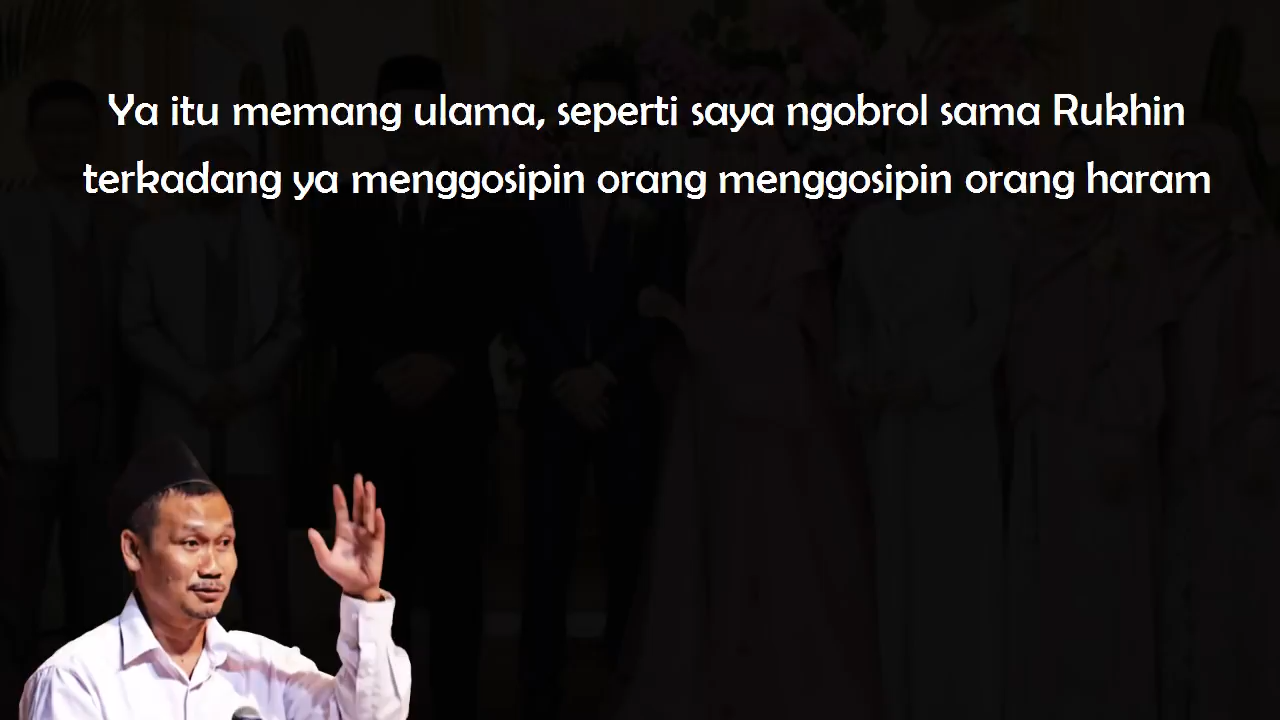 Ya itu memang ulama, seperti saya ngobrol sama Rukhin
terkadang ya menggosipin orang menggosipin orang haram